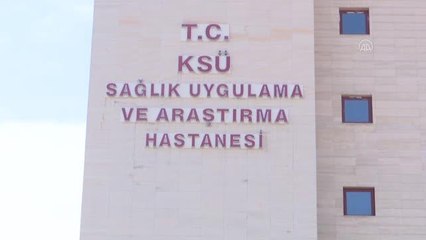 T.C.
KSÜ
SAĞLIK UYGULAMA
VE ARAŞTIRMA
HASTANESİ